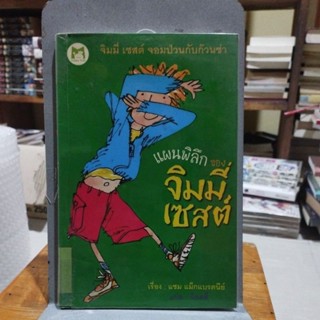 จิมมี่ เซสต์ จอมป่วนกับก๊วนซ่า
แผนพิลึก ของ
จิมมี่
เซสต์
เรื่อง : แซม แม็กแบรตนีย์